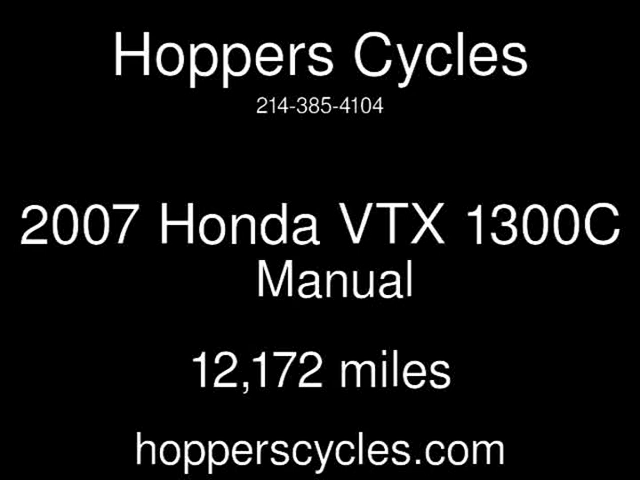 Hoppers Cycles
214-385-4104
2007 Honda VTX 1300C
Manual
12,172 miles
hopperscycles.com